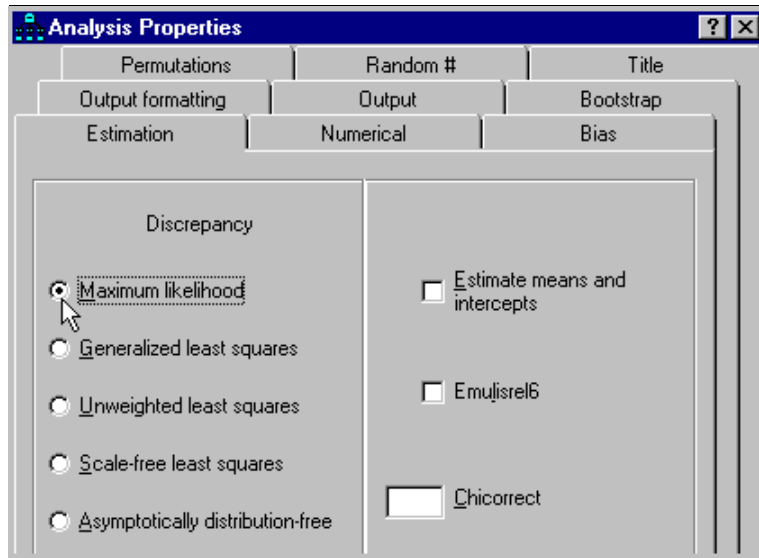 Analysis Properties
Permutations
Random #
Title
Output formatting
Output
Bootstrap
Estimation
Numerical
Bias
Discrepancy
Maximum likelihood
Generalized least squares
Unweighted least squares
Scale-free least squares
Asymptotically distribution-free
Estimate means and
intercepts
Emulisrel6
Chicorrect